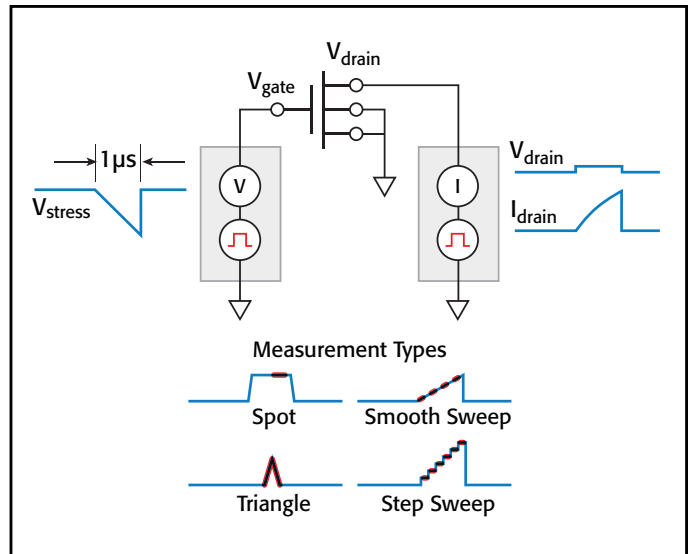 Vdrain
Vgate
1µs
Vstress
V
I
Vdrain
Idrain
Measurement Types
Spot
Smooth Sweep
Triangle
Step Sweep